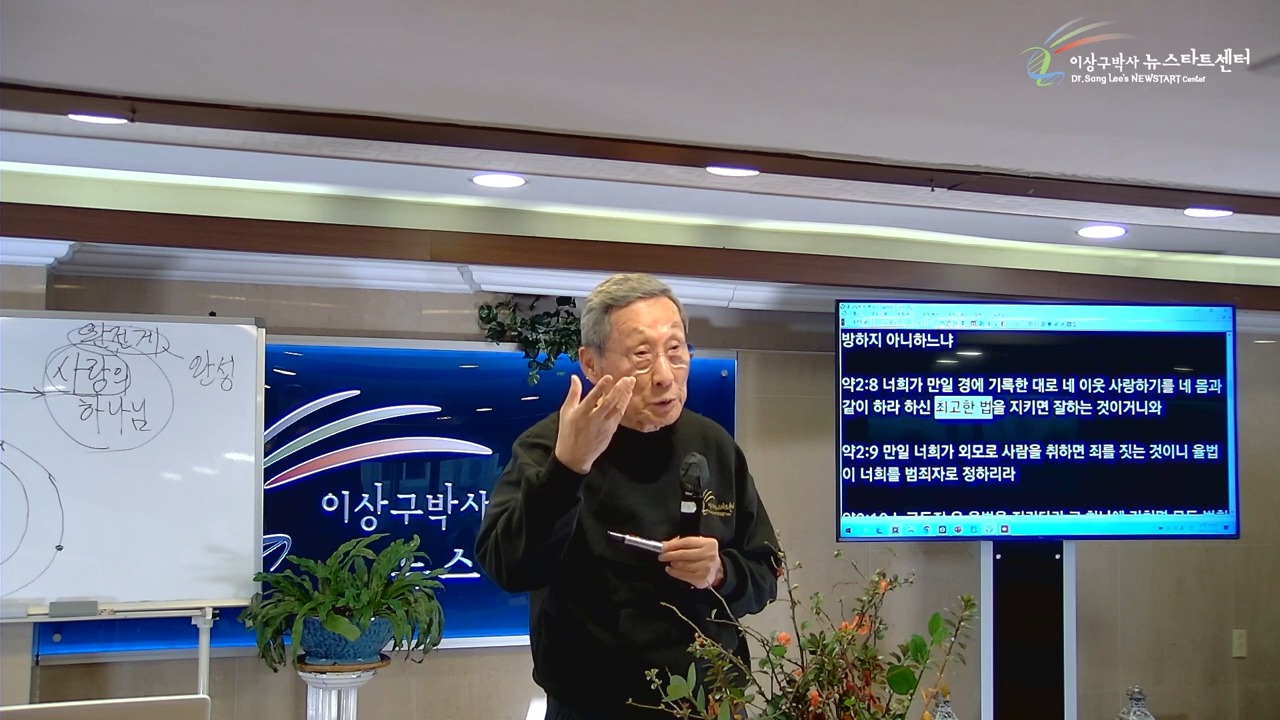 이상구박사 뉴스타트센터
Dr. Sang Lee's NEWSTART Center
완전케
사랑의
하나님
완성
이상구박사
방하지 아니하느냐
약2:8 너희가 만일 경에 기록한 대로 네 이웃 사랑하기를 네 몸과
같이 하라 하신 최고한 법을 지키면 잘하는 것이거니와
약2:9 만일 너희가 외모로 사람을 취하면 죄를 짓는 것이니 율법
이 너희를 범죄자로 정하리라